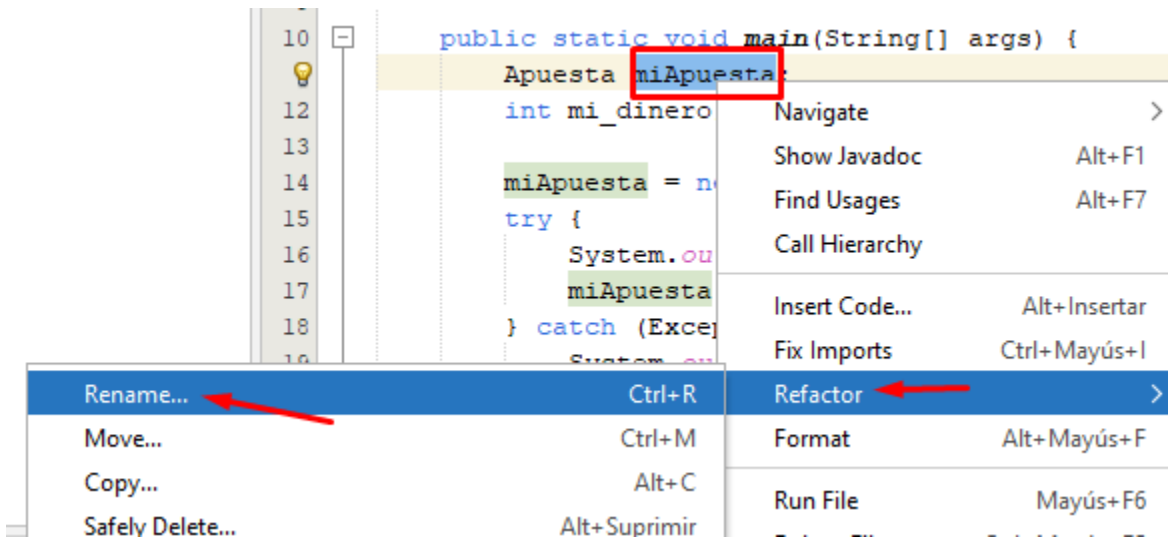 10 public static void main(String[] args) {
Apuesta miApuesta;
12 int mi_dinero
13
14 miApuesta = n
15 try {
16 System.ou
17 miApuesta
18 } catch (Excep
19 System.ou
Navigate
Show Javadoc Alt+F1
Find Usages Alt+F7
Call Hierarchy
Insert Code... Alt+Insertar
Fix Imports Ctrl+Mayús+I
Refactor
Format Alt+Mayús+F
Run File Mayús+F6
Rename... Ctrl+R
Move... Ctrl+M
Copy... Alt+C
Safely Delete... Alt+Suprimir